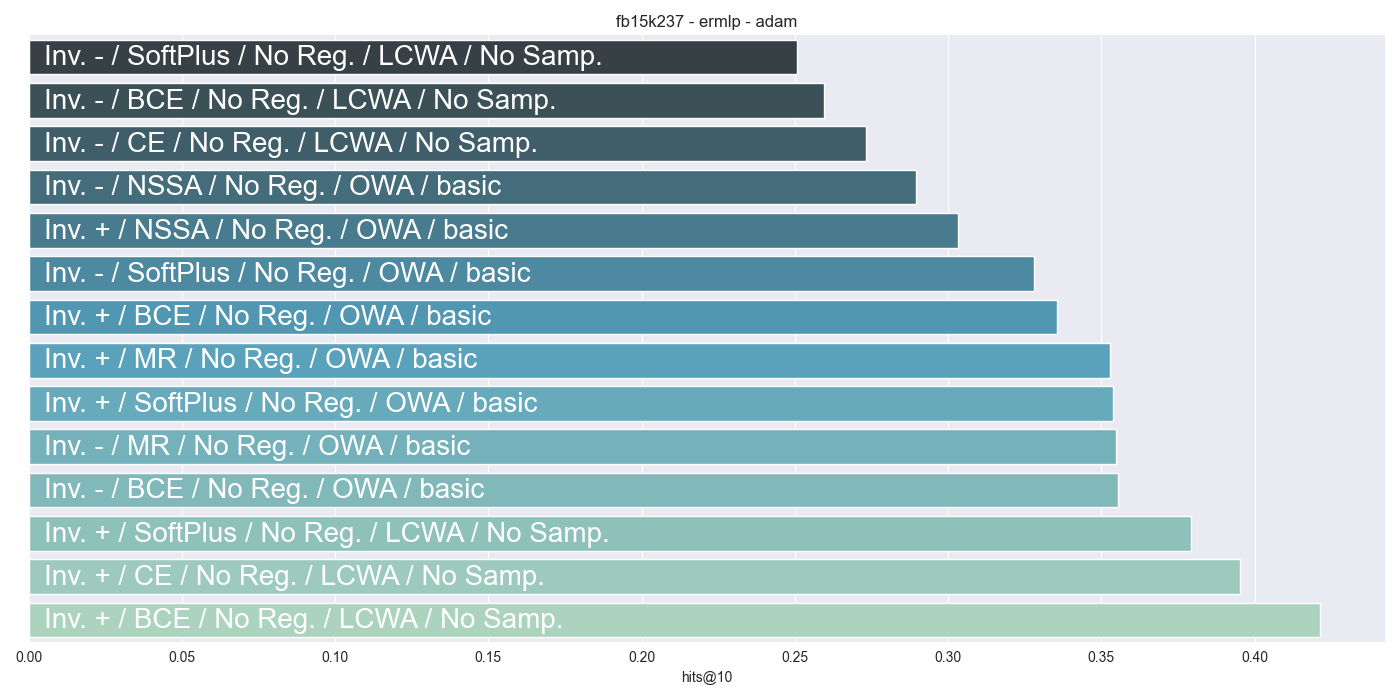 fb15k237 - ermlp - adam
Inv. - / SoftPlus / No Reg. / LCWA / No Samp.
Inv. - / BCE / No Reg. / LCWA / No Samp.
Inv. - / CE / No Reg. / LCWA / No Samp.
Inv. - / NSSA / No Reg. / OWA / basic
Inv. + / NSSA / No Reg. / OWA / basic
Inv. - / SoftPlus / No Reg. / OWA / basic
Inv. + / BCE / No Reg. / OWA / basic
Inv. + / MR / No Reg. / OWA / basic
Inv. + / SoftPlus / No Reg. / OWA / basic
Inv. - / MR / No Reg. / OWA / basic
Inv. - / BCE / No Reg. / OWA / basic
Inv. + / SoftPlus / No Reg. / LCWA / No Samp.
Inv. + / CE / No Reg. / LCWA / No Samp.
Inv. + / BCE / No Reg. / LCWA / No Samp.
0.00 0.05 0.10 0.15 0.20 0.25 0.30 0.35 0.40
hits@10